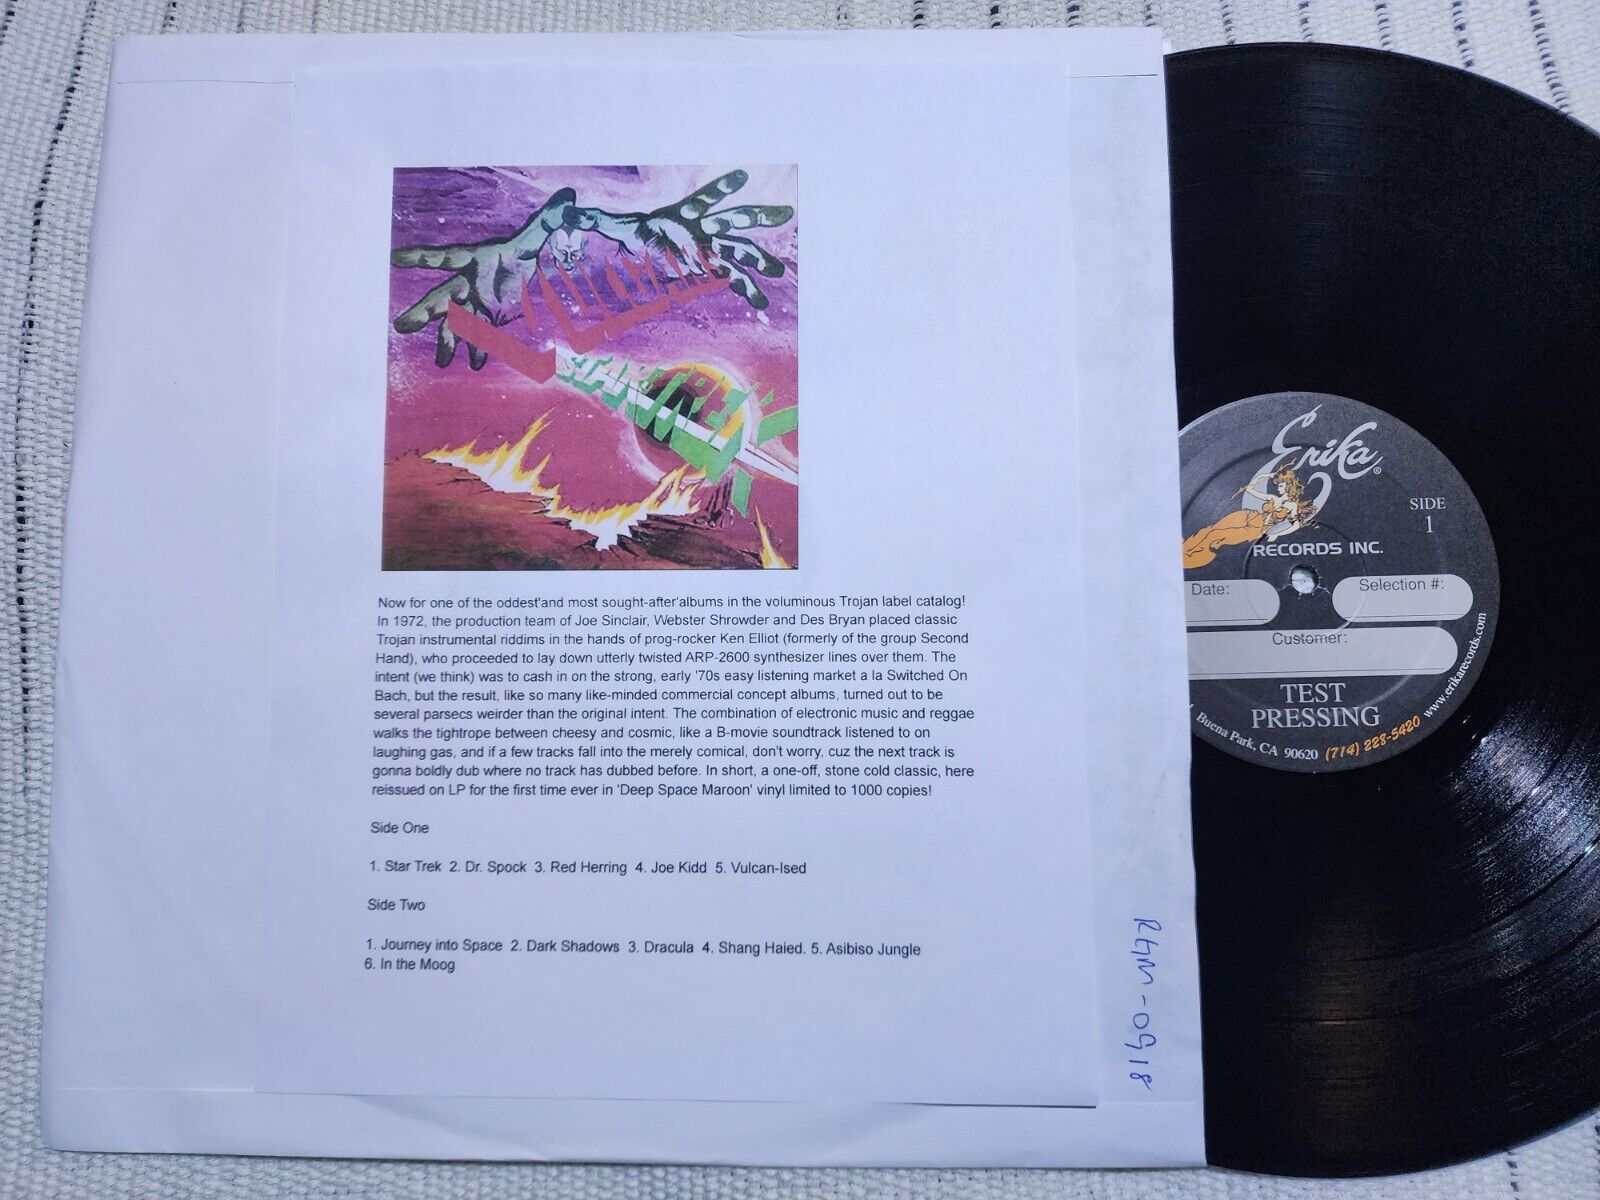 VULCANS
STAR TREK
Now for one of the oddest'and most sought-after'albums in the voluminous Trojan label catalog!
In 1972, the production team of Joe Sinclair, Webster Shrowder and Des Bryan placed classic
Trojan instrumental riddims in the hands of prog-rocker Ken Elliot (formerly of the group Second
Hand), who proceeded to lay down utterly twisted ARP-2600 synthesizer lines over them. The
intent (we think) was to cash in on the strong, early '70s easy listening market a la Switched On
Bach, but the result, like so many like-minded commercial concept albums, turned out to be
several parsecs weirder than the original intent. The combination of electronic music and reggae
walks the tightrope between cheesy and cosmic, like a B-movie soundtrack listened to on
laughing gas, and if a few tracks fall into the merely comical, don't worry, cuz the next track is
gonna boldly dub where no track has dubbed before. In short, a one-off, stone cold classic, here
reissued on LP for the first time ever in 'Deep Space Maroon' vinyl limited to 1000 copies!
Side One
1. Star Trek 2. Dr. Spock 3. Red Herring 4. Joe Kidd 5. Vulcan-Ised
Side Two
1. Journey into Space 2. Dark Shadows 3. Dracula 4. Shang Haied. 5. Asibiso Jungle
6. In the Moog
RGM-0918
Erika®
RECORDS INC.
SIDE
1
Date:
Selection #:
Customer:
TEST
PRESSING
Buena Park, CA 90620 (714) 228-5420 www.erikarecords.com